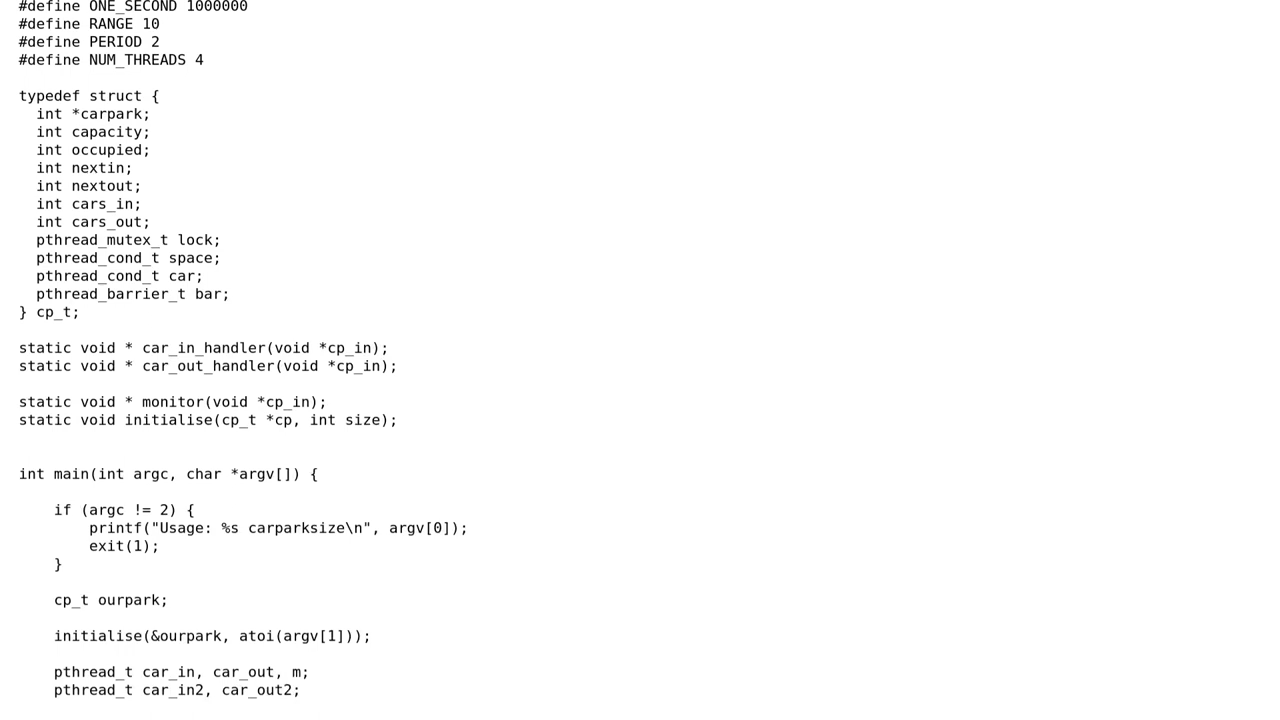 #define ONE_SECOND 1000000
#define RANGE 10
#define PERIOD 2
#define NUM_THREADS 4

typedef struct {
  int *carpark;
  int capacity;
  int occupied;
  int nextin;
  int nextout;
  int cars_in;
  int cars_out;
  pthread_mutex_t lock;
  pthread_cond_t space;
  pthread_cond_t car;
  pthread_barrier_t bar;
} cp_t;

static void * car_in_handler(void *cp_in);
static void * car_out_handler(void *cp_in);

static void * monitor(void *cp_in);
static void initialise(cp_t *cp, int size);


int main(int argc, char *argv[]) {

    if (argc != 2) {
        printf("Usage: %s carparksize\n", argv[0]);
        exit(1);
    }

    cp_t ourpark;

    initialise(&ourpark, atoi(argv[1]));

    pthread_t car_in, car_out, m;
    pthread_t car_in2, car_out2;